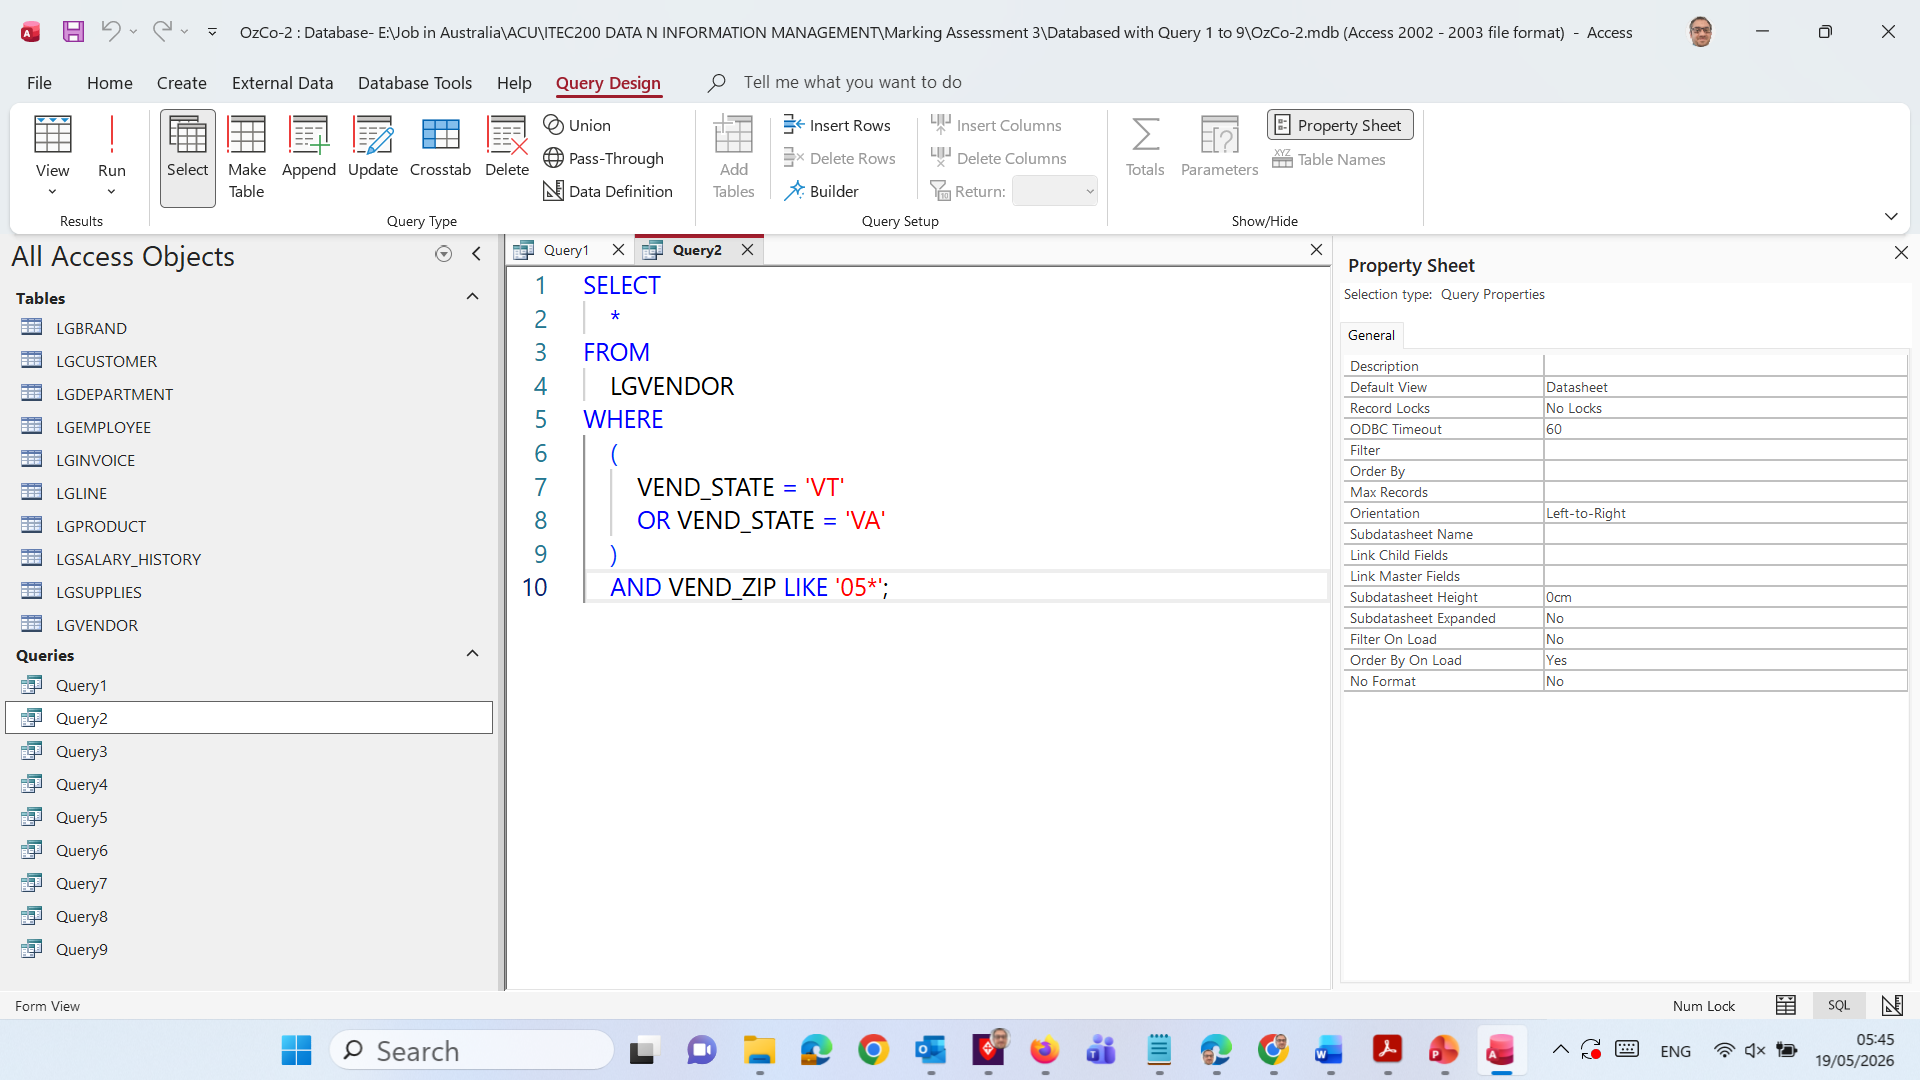 OzCo-2 : Database- E:\Job in Australia\ACU\ITEC200 DATA N INFORMATION MANAGEMENT\Marking Assessment 3\Databased with Query 1 to 9\OzCo-2.mdb (Access 2002 - 2003 file format) - Access
File Home Create External Data Database Tools Help Query Design Tell me what you want to do
View
Run
Results
Select
Make Table
Append
Update
Crosstab
Delete
Union
Pass-Through
Data Definition
Query Type
Add Tables
Insert Rows
Delete Rows
Builder
Insert Columns
Delete Columns
Return:
Query Setup
Totals
Parameters
Property Sheet
Table Names
Show/Hide
All Access Objects
Tables
LGBRAND
LGCUSTOMER
LGDEPARTMENT
LGEMPLOYEE
LGINVOICE
LGLINE
LGPRODUCT
LGSALARY_HISTORY
LGSUPPLIES
LGVENDOR
Queries
Query1
Query2
Query3
Query4
Query5
Query6
Query7
Query8
Query9
Query1 Query2
1 SELECT
2 *
3 FROM
4 LGVENDOR
5 WHERE
6 (
7 VEND_STATE = 'VT'
8 OR VEND_STATE = 'VA'
9 )
10 AND VEND_ZIP LIKE '05*';
Property Sheet
Selection type: Query Properties
General
Description
Default View Datasheet
Record Locks No Locks
ODBC Timeout 60
Filter
Order By
Max Records
Orientation Left-to-Right
Subdatasheet Name
Link Child Fields
Link Master Fields
Subdatasheet Height 0cm
Subdatasheet Expanded No
Filter On Load No
Order By On Load Yes
No Format No
Form View
Num Lock
SQL
Search
ENG
05:45
19/05/2026